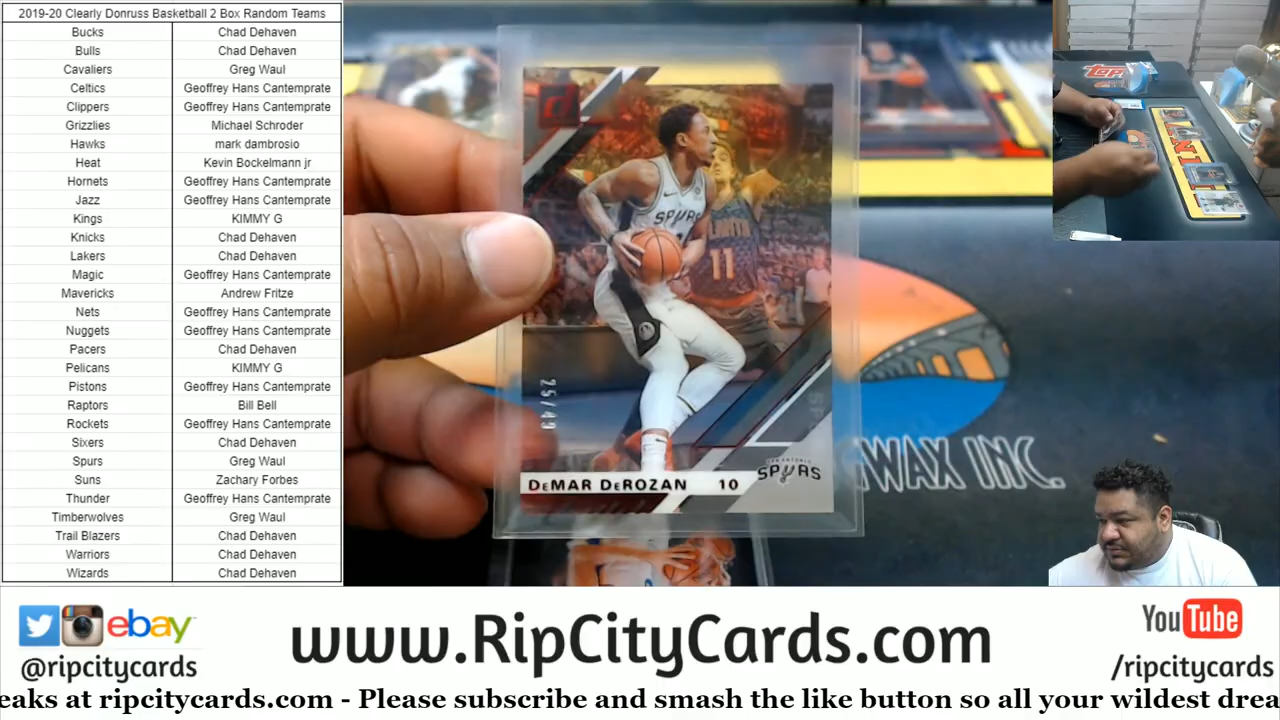 2019-20 Clearly Donruss Basketball 2 Box Random Teams
Bucks Chad Dehaven
Bulls Chad Dehaven
Cavaliers Greg Waul
Celtics Geoffrey Hans Cantemprate
Clippers Geoffrey Hans Cantemprate
Grizzlies Michael Schroder
Hawks mark dambrosio
Heat Kevin Bockelmann jr
Hornets Geoffrey Hans Cantemprate
Jazz Geoffrey Hans Cantemprate
Kings KIMMY G
Knicks Chad Dehaven
Lakers Chad Dehaven
Magic Geoffrey Hans Cantemprate
Mavericks Andrew Fritze
Nets Geoffrey Hans Cantemprate
Nuggets Geoffrey Hans Cantemprate
Pacers Chad Dehaven
Pelicans KIMMY G
Pistons Geoffrey Hans Cantemprate
Raptors Bill Bell
Rockets Geoffrey Hans Cantemprate
Sixers Chad Dehaven
Spurs Greg Waul
Suns Zachary Forbes
Thunder Geoffrey Hans Cantemprate
Timberwolves Greg Waul
Trail Blazers Chad Dehaven
Warriors Chad Dehaven
Wizards Chad Dehaven
SPURS
11
25/49
DeMAR DeROZAN 10
SAN ANTONIO
SPURS
WAX INC.
TOPPS
ebay
@ripcitycards
www.RipCityCards.com
YouTube
/ripcitycards
eaks at ripcitycards.com - Please subscribe and smash the like button so all your wildest drea